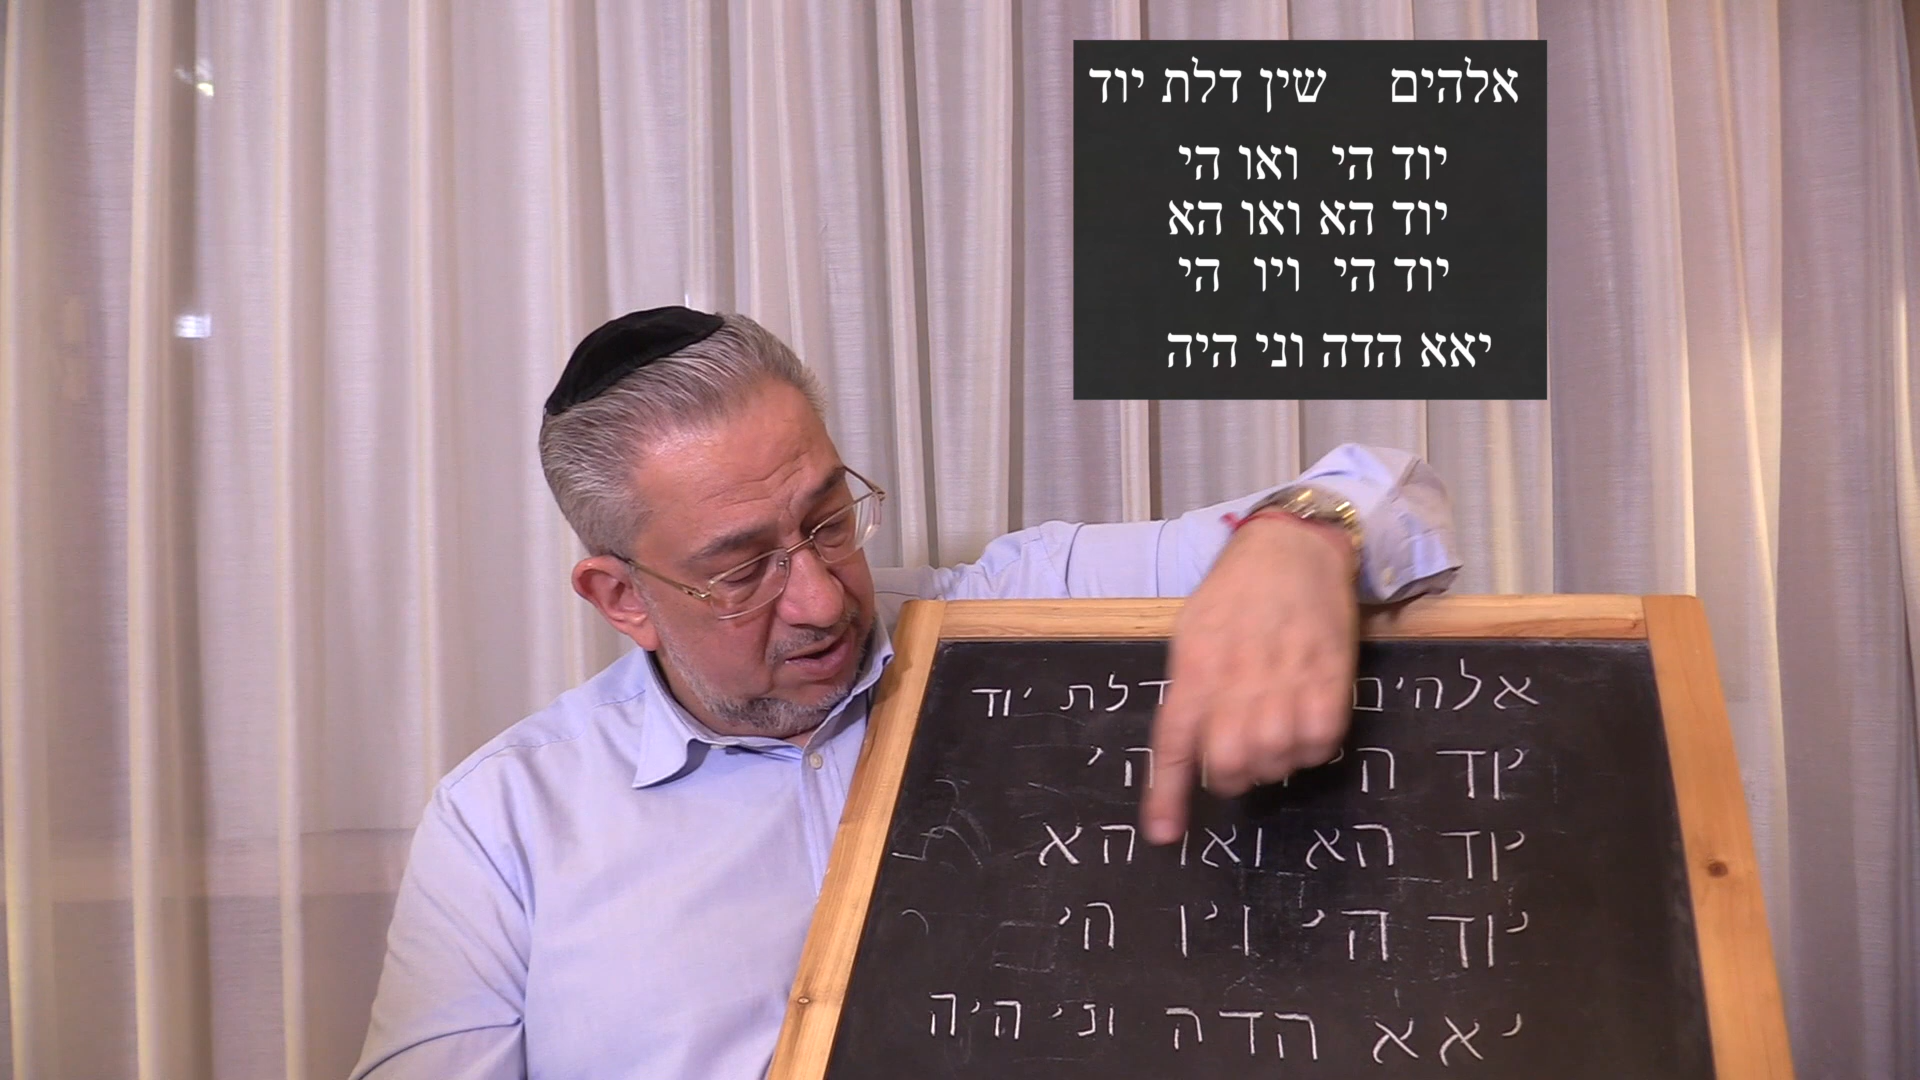 אלהים שין דלת יוד
יוד הי ואו הי
יוד הא ואו הא
יוד הי ויו הי
יאא הדה וני היה
אלהים דלת יוד
יוד הי הי
יוד הא ואו הא
יוד הי ויו הי
יאא הדה וני היה